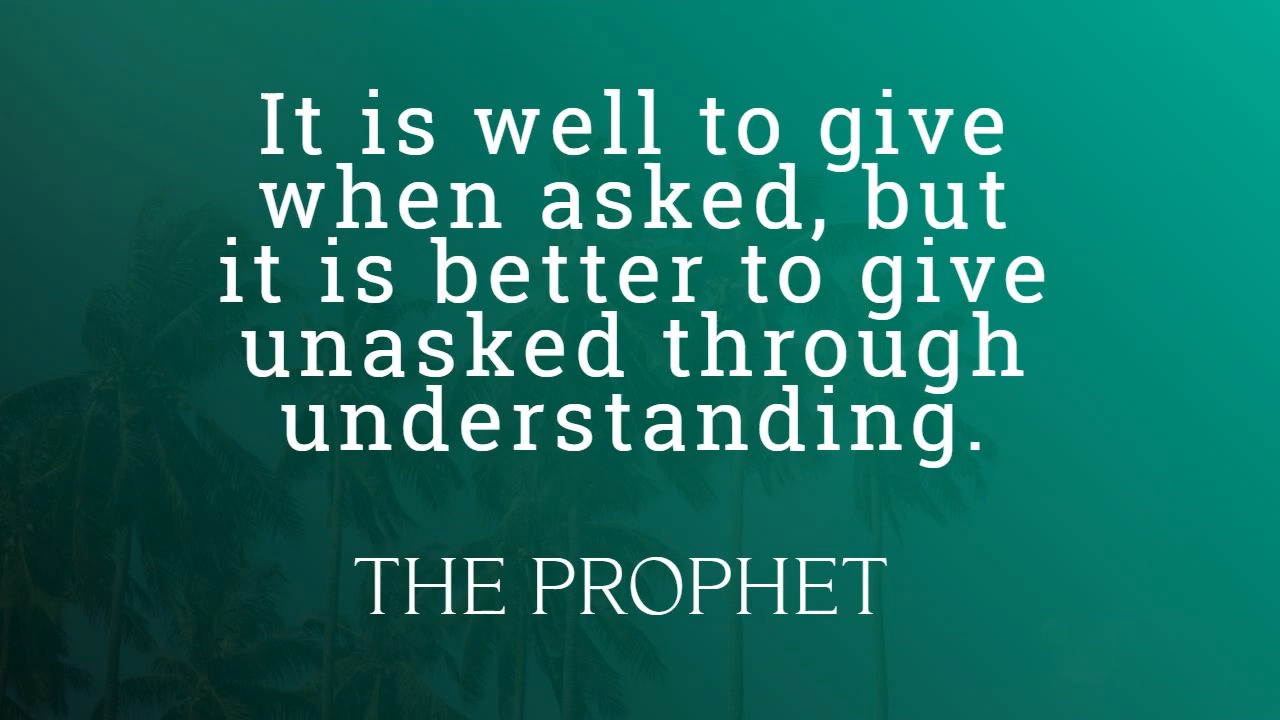 It is well to give
when asked, but
it is better to give
unasked through
understanding.
THE PROPHET